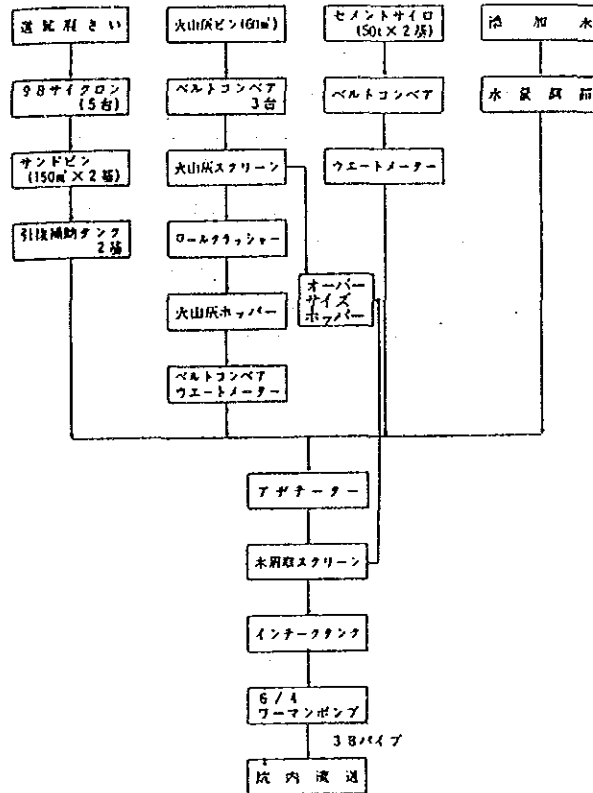 選鉱廃さい
9Bサイクロン
(5台)
サンドビン
(150㎥×2基)
引抜補助タンク
2基
火山灰ビン(60㎥)
ベルトコンベア
3台
火山灰スクリーン
ロールクラッシャー
火山灰ホッパー
ベルトコンベア
ウエートメーター
オーバー
サイズ
ホッパー
セメントサイロ
(50t×2基)
ベルトコンベア
ウエートメーター
添加水
水量調節
アヂテーター
木屑取スクリーン
インテークタンク
6/4
ワーマンポンプ
3Bパイプ
坑内流送